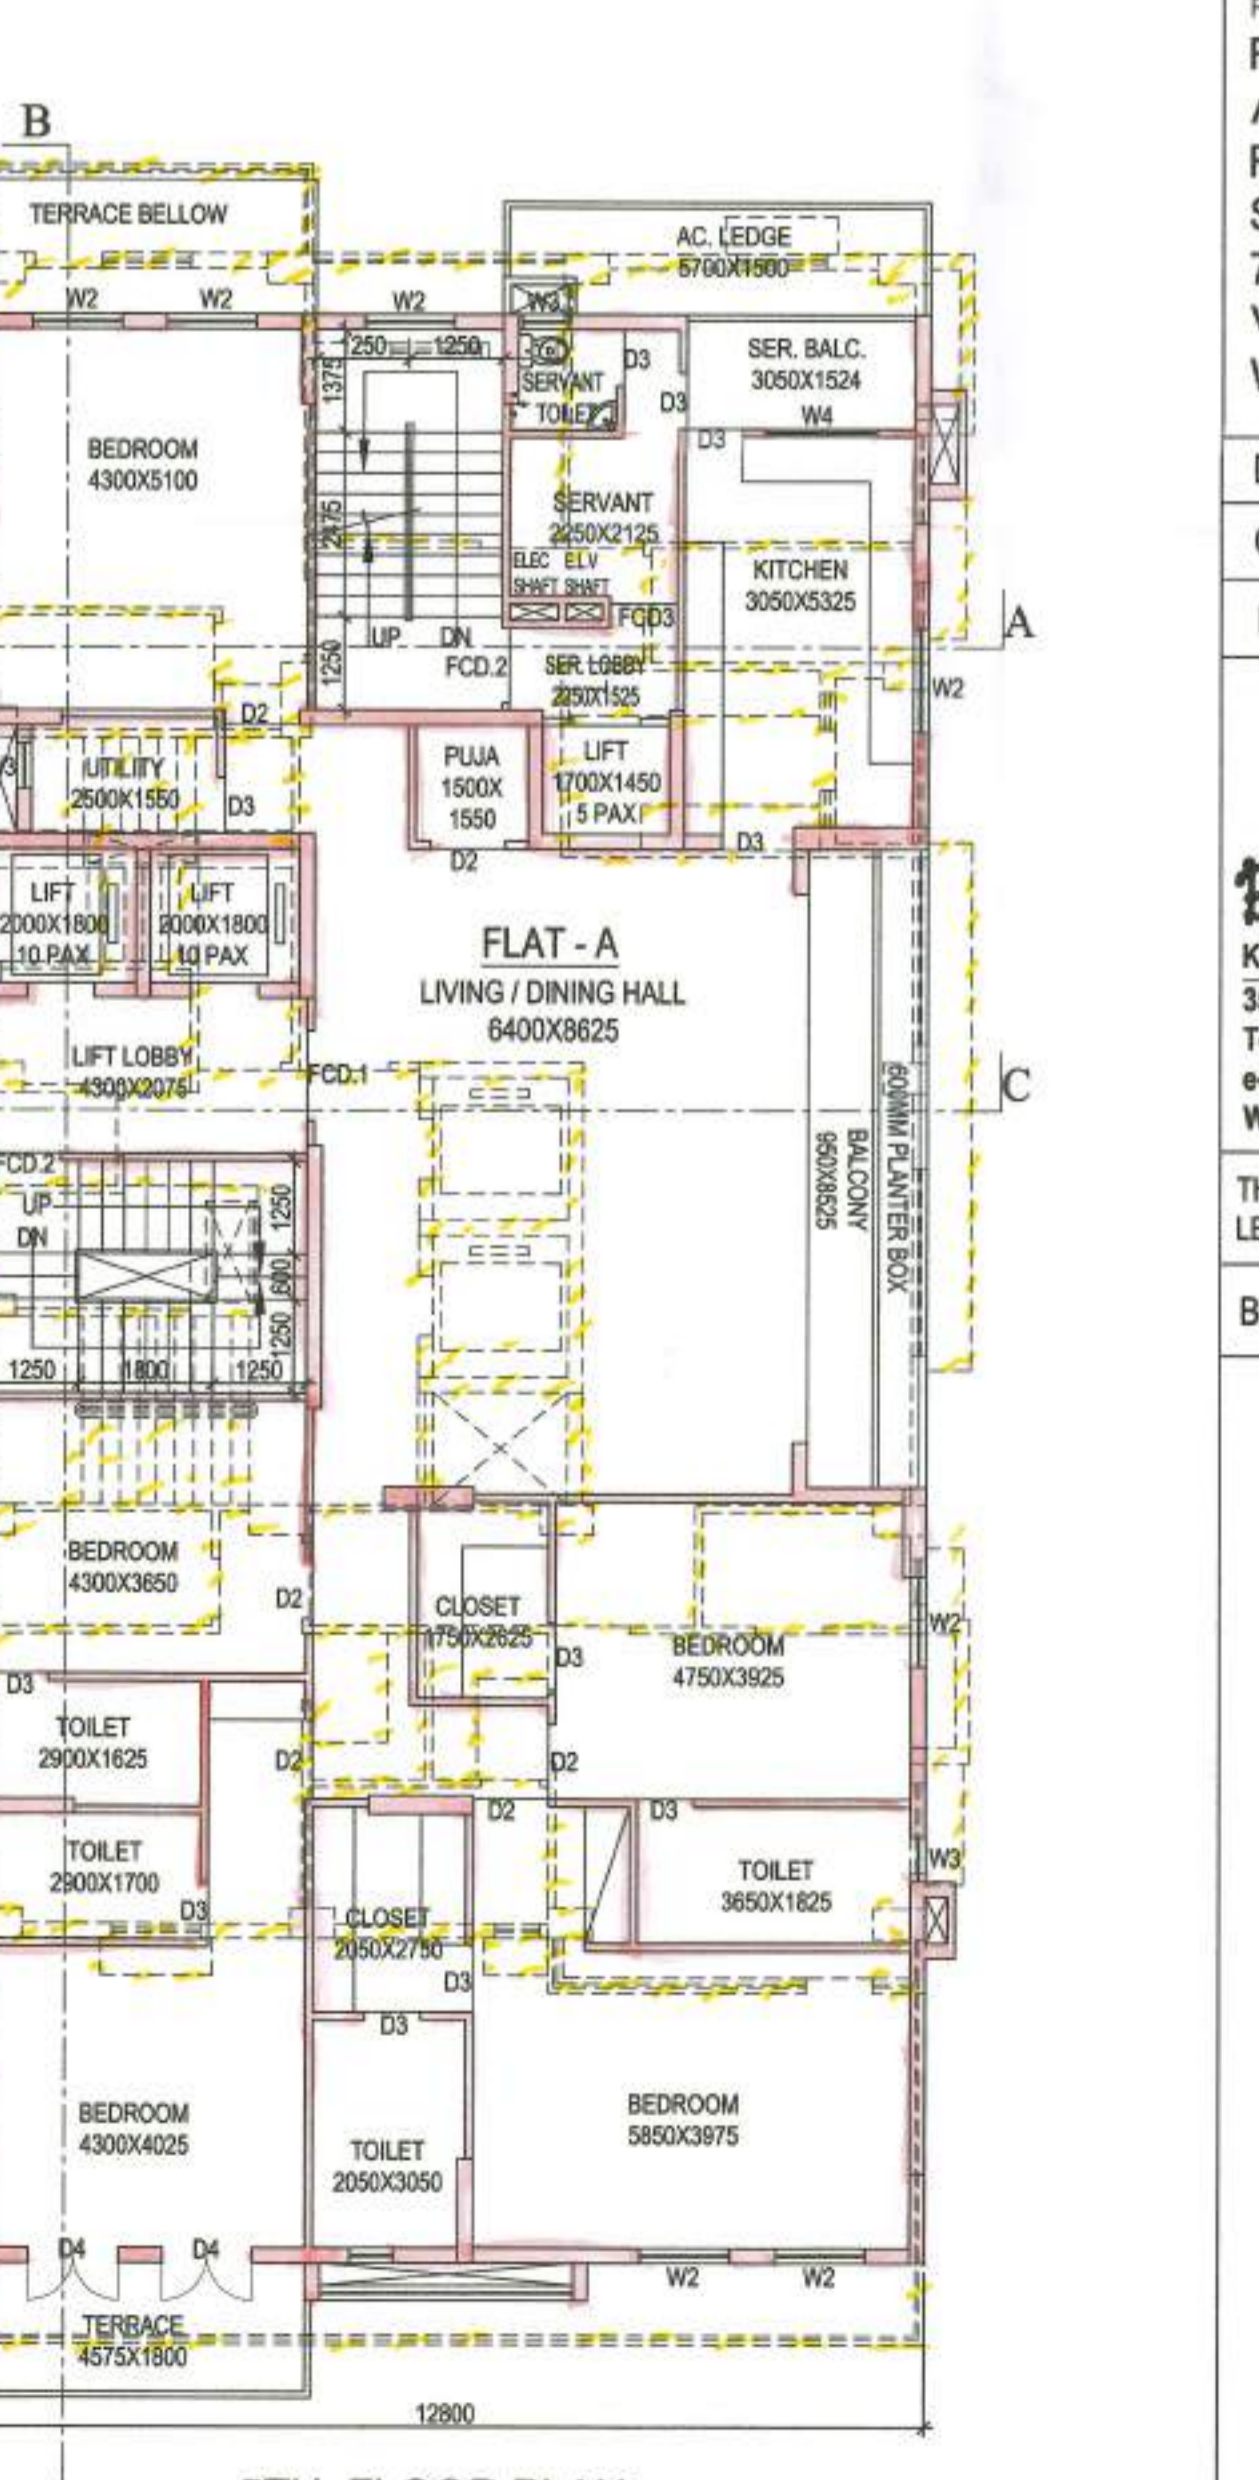 B
TERRACE BELLOW
AC. LEDGE
5700X1500
W2
W2
W2
W3
250
1250
1375
SERVANT
TOILET
D3
D3
SER. BALC.
3050X1524
W4
D3
BEDROOM
4300X5100
2475
SERVANT
2250X2125
ELEC E.L.V
SHAFT SHAFT
FCD3
KITCHEN
3050X5325
A
UP
DN
FCD.2
1250
SER. LOBBY
2250X1525
W2
D2
UTILITY
2500X1550
D3
PUJA
1500X
1550
D2
LIFT
1700X1450
5 PAX
D3
LIFT
2000X1800
10 PAX
LIFT
2000X1800
10 PAX
FLAT - A
LIVING / DINING HALL
6400X8625
LIFT LOBBY
4300X2075
FCD.1
C
BALCONY
950X8525
600MM PLANTER BOX
FCD.2
UP
DN
1250
600
1250
1250
1800
1250
BEDROOM
4300X3650
D2
CLOSET
1750X2625
D3
BEDROOM
4750X3925
W2
D3
TOILET
2900X1625
D2
D2
D2
D3
TOILET
2900X1700
D3
TOILET
3650X1825
W3
CLOSET
2050X2750
D3
D3
BEDROOM
4300X4025
TOILET
2050X3050
BEDROOM
5850X3975
D4
D4
W2
W2
TERRACE
4575X1800
12800